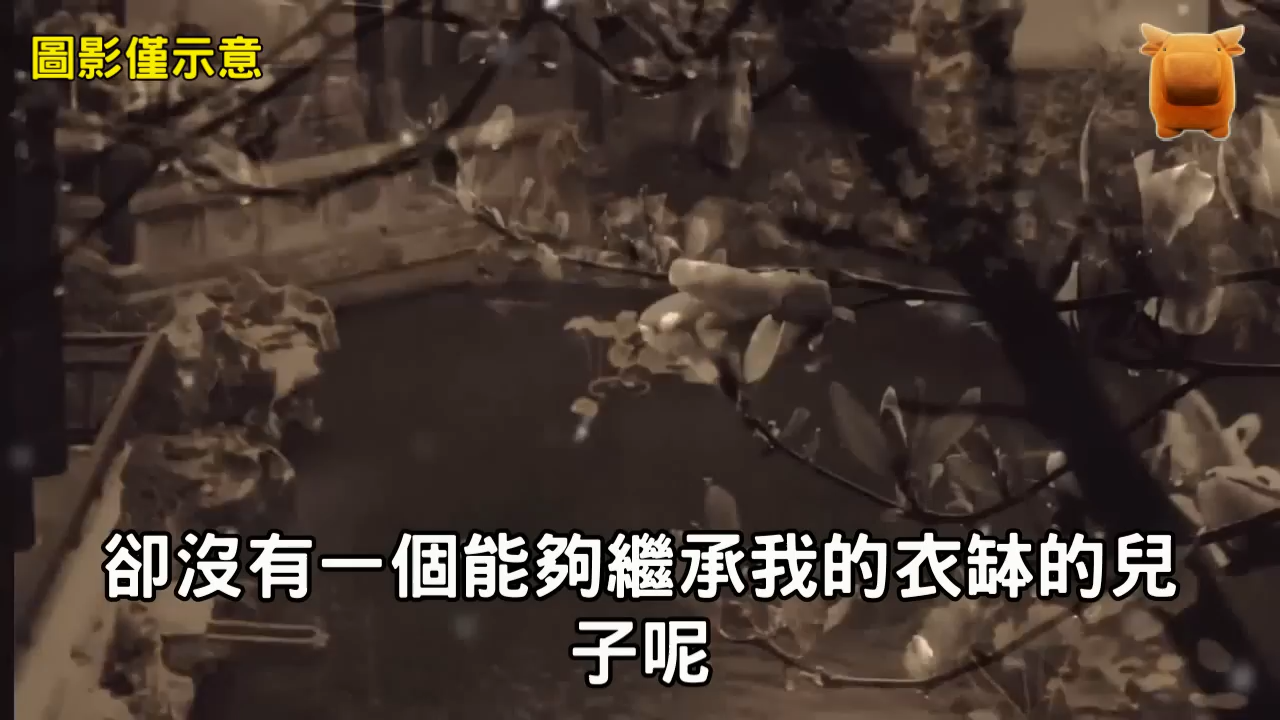 圖影僅示意
卻沒有一個能夠繼承我的衣缽的兒
子呢